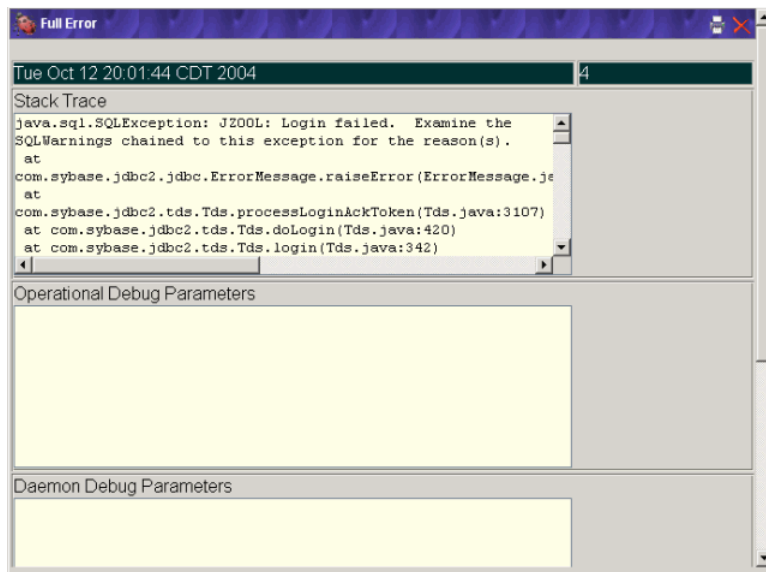 Full Error
Tue Oct 12 20:01:44 CDT 2004 4
Stack Trace
java.sql.SQLException: JZ00L: Login failed.  Examine the
SQLWarnings chained to this exception for the reason(s).
at
com.sybase.jdbc2.jdbc.ErrorMessage.raiseError(ErrorMessage.ja
at
com.sybase.jdbc2.tds.Tds.processLoginAckToken(Tds.java:3107)
at com.sybase.jdbc2.tds.Tds.doLogin(Tds.java:420)
at com.sybase.jdbc2.tds.Tds.login(Tds.java:342)
Operational Debug Parameters
Daemon Debug Parameters